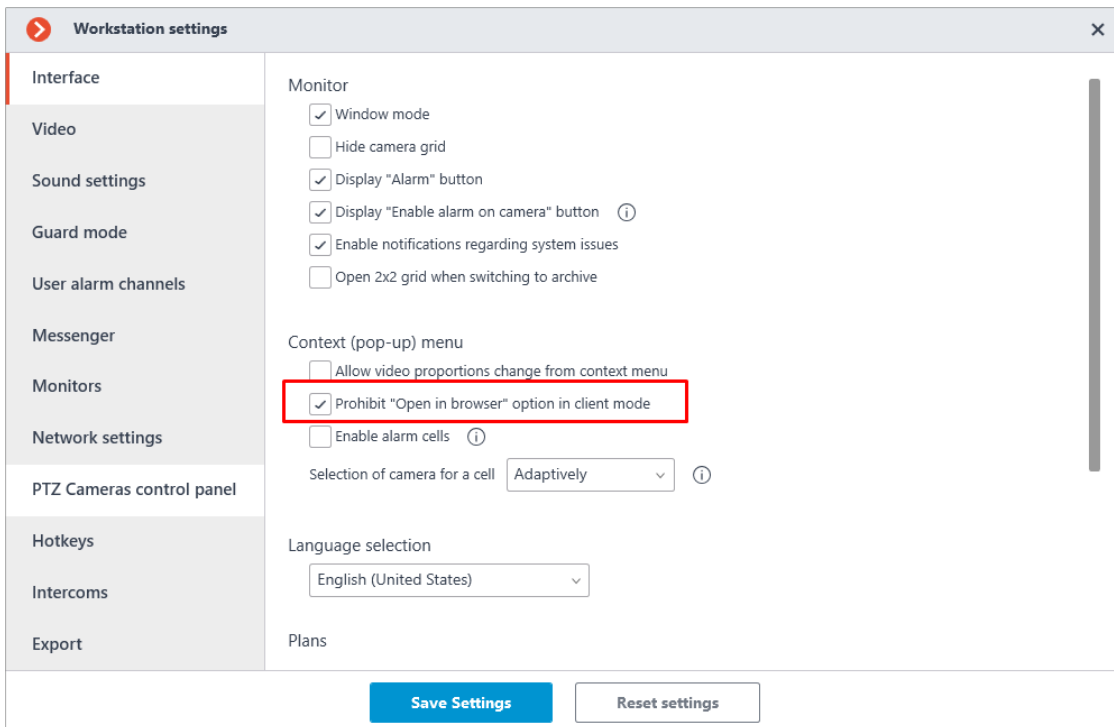 Workstation settings
Interface
Video
Sound settings
Guard mode
User alarm channels
Messenger
Monitors
Network settings
PTZ Cameras control panel
Hotkeys
Intercoms
Export
Monitor
Window mode
Hide camera grid
Display "Alarm" button
Display "Enable alarm on camera" button
Enable notifications regarding system issues
Open 2x2 grid when switching to archive
Context (pop-up) menu
Allow video proportions change from context menu
Prohibit "Open in browser" option in client mode
Enable alarm cells
Selection of camera for a cell Adaptively
Language selection
English (United States)
Plans
Save Settings Reset settings